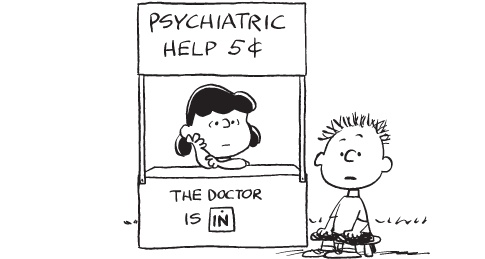 PSYCHIATRIC
HELP 5¢
THE DOCTOR
IS IN